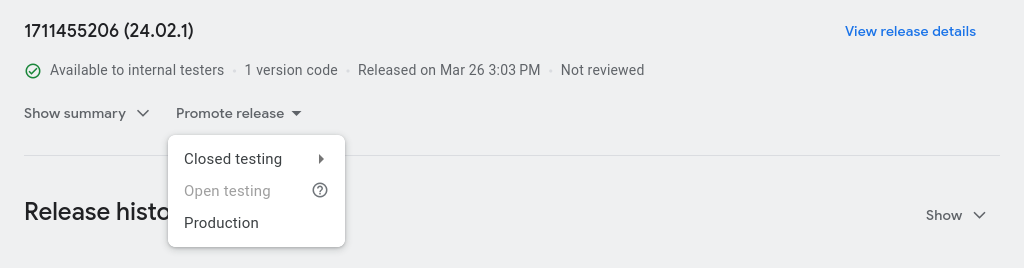 1711455206 (24.02.1)
View release details
Available to internal testers · 1 version code · Released on Mar 26 3:03 PM · Not reviewed
Show summary
Promote release
Closed testing
Open testing
Production
Release histo
Show